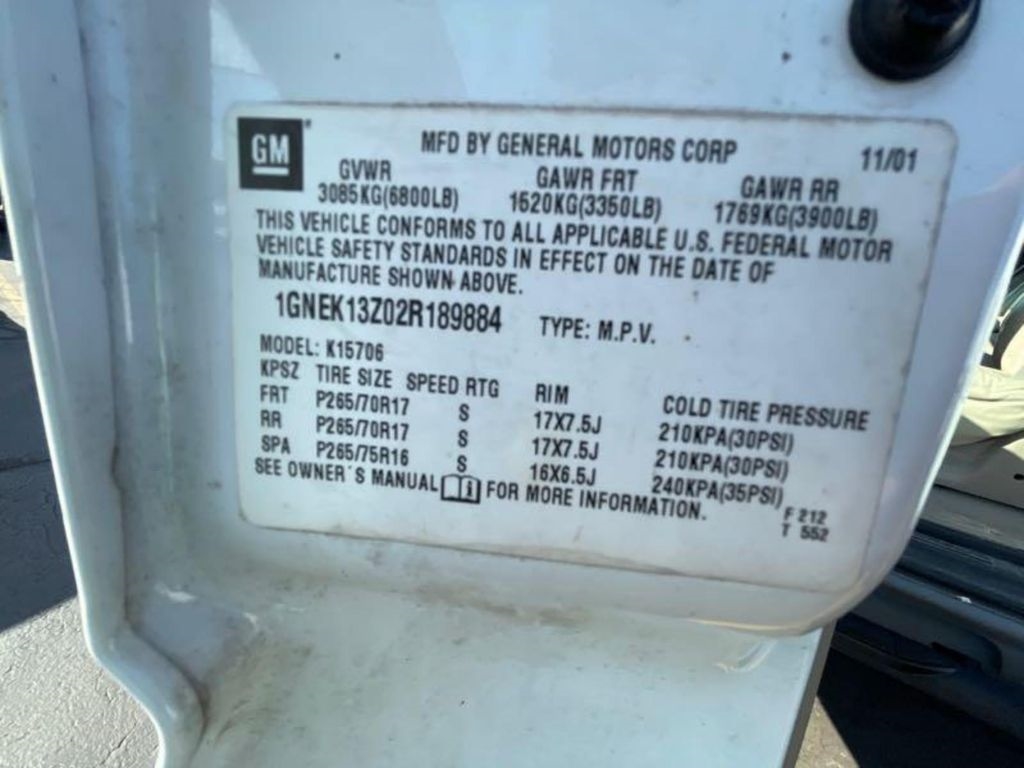 GM
MFD BY GENERAL MOTORS CORP 11/01
GVWR GAWR FRT GAWR RR
3085KG(6800LB) 1620KG(3350LB) 1769KG(3900LB)
THIS VEHICLE CONFORMS TO ALL APPLICABLE U.S. FEDERAL MOTOR
VEHICLE SAFETY STANDARDS IN EFFECT ON THE DATE OF
MANUFACTURE SHOWN ABOVE.
1GNEK13Z02R189884 TYPE: M.P.V.
MODEL: K15706
KPSZ TIRE SIZE SPEED RTG RIM COLD TIRE PRESSURE
FRT P265/70R17 S 17X7.5J 210KPA(30PSI)
RR P265/70R17 S 17X7.5J 210KPA(30PSI)
SPA P265/75R16 S 16X6.5J 240KPA(35PSI)
SEE OWNER'S MANUAL FOR MORE INFORMATION.
F 212
T 552